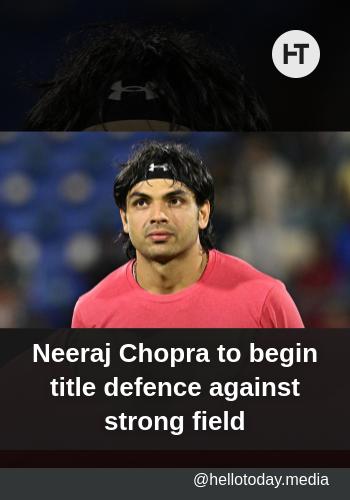 HT
Neeraj Chopra to begin
title defence against
strong field
@hellotoday.media